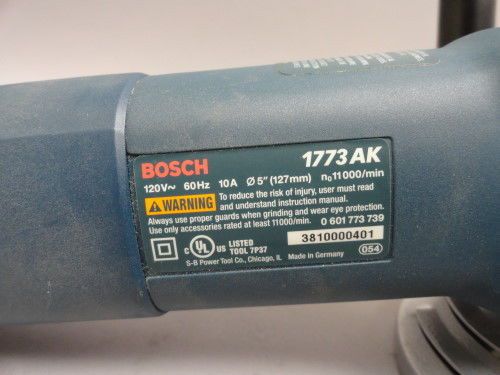 BOSCH 1773AK
120V~ 60Hz 10A Ø 5" (127mm) n₀11000/min
WARNING To reduce the risk of injury, user must read
and understand instruction manual.
Always use proper guards when grinding and wear eye protection.
Use only accessories rated at least 11000/min. 0 601 773 739
3810000401
C UL US LISTED
TOOL 7P37
S-B Power Tool Co., Chicago, IL Made in Germany 054